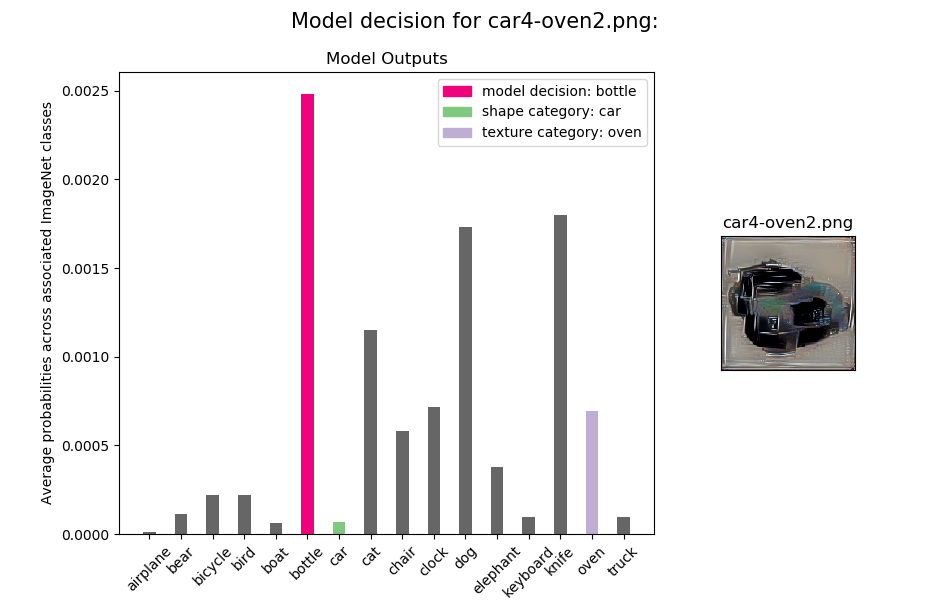 Model decision for car4-oven2.png:
Model Outputs
model decision: bottle
shape category: car
texture category: oven
Average probabilities across associated ImageNet classes
0.0025
0.0020
0.0015
0.0010
0.0005
0.0000
airplane
bear
bicycle
bird
boat
bottle
car
cat
chair
clock
dog
elephant
keyboard
knife
oven
truck
car4-oven2.png